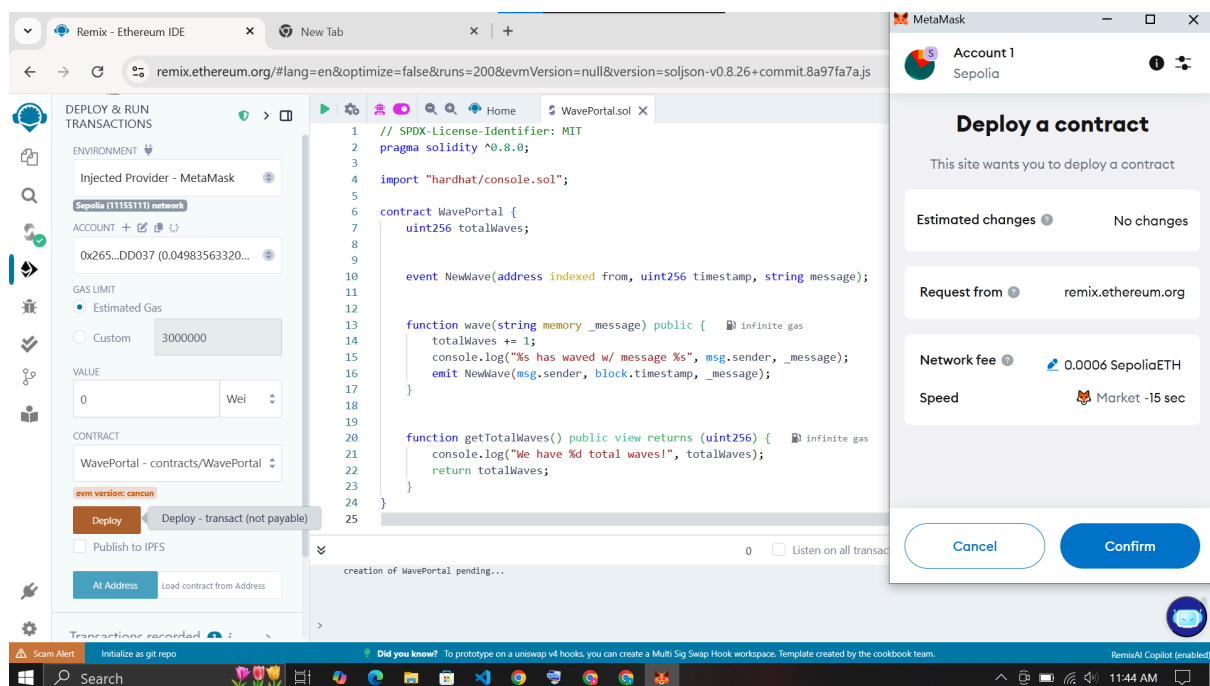 Remix - Ethereum IDE
New Tab
remix.ethereum.org/#lang=en&optimize=false&runs=200&evmVersion=null&version=soljson-v0.8.26+commit.8a97fa7a.js
DEPLOY & RUN
TRANSACTIONS
ENVIRONMENT
Injected Provider - MetaMask
Sepolia (11155111) network
ACCOUNT
0x265...DD037 (0.04983563320...
GAS LIMIT
Estimated Gas
Custom
3000000
VALUE
0
Wei
CONTRACT
WavePortal - contracts/WavePortal
evm version: cancun
Deploy
Deploy - transact (not payable)
Publish to IPFS
At Address
Load contract from Address
Transactions recorded 1 i
Home
WavePortal.sol
1 // SPDX-License-Identifier: MIT
2 pragma solidity ^0.8.0;
3
4 import "hardhat/console.sol";
5
6 contract WavePortal {
7 uint256 totalWaves;
8
9
10 event NewWave(address indexed from, uint256 timestamp, string message);
11
12
13 function wave(string memory _message) public { infinite gas
14 totalWaves += 1;
15 console.log("%s has waved w/ message %s", msg.sender, _message);
16 emit NewWave(msg.sender, block.timestamp, _message);
17 }
18
19
20 function getTotalWaves() public view returns (uint256) { infinite gas
21 console.log("We have %d total waves!", totalWaves);
22 return totalWaves;
23 }
24 }
25
0
Listen on all transac
creation of WavePortal pending...
>
MetaMask
S
Account 1
Sepolia
Deploy a contract
This site wants you to deploy a contract
Estimated changes
No changes
Request from
remix.ethereum.org
Network fee
0.0006 SepoliaETH
Speed
Market ~15 sec
Cancel
Confirm
Scam Alert
Initialize as git repo
Did you know? To prototype on a uniswap v4 hooks, you can create a Multi Sig Swap Hook workspace. Template created by the cookbook team.
RemixAI Copilot (enabled)
Search
11:44 AM